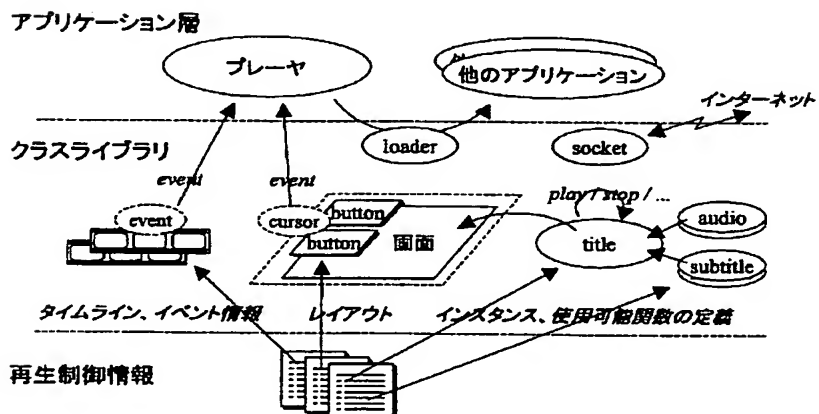 アプリケーション層
プレーヤ
他のアプリケーション
インターネット
クラスライブラリ
loader
socket
event
event
play / stop / ...
event
cursor
button
button
画面
title
audio
subtitle
タイムライン、イベント情報
レイアウト
インスタンス、使用可能関数の定義
再生制御情報